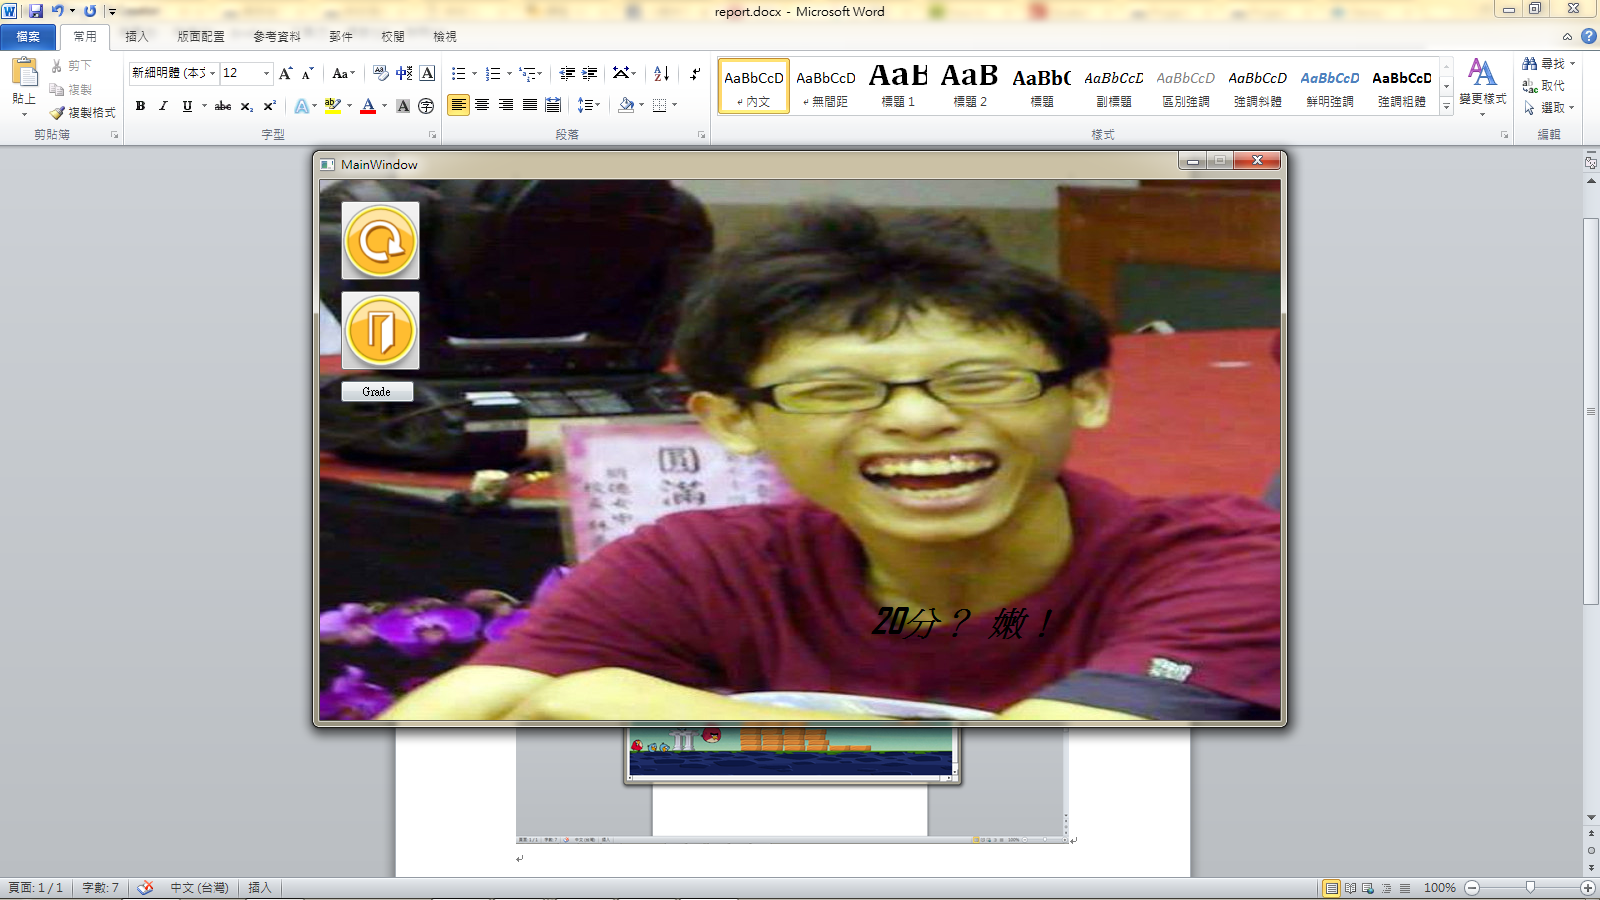 report.docx - Microsoft Word
檔案 常用 插入 版面配置 參考資料 郵件 校閱 檢視
貼上
剪下
複製
複製格式
剪貼簿
新細明體 (本文 12
字型
段落
AaBbCcD
內文
AaBbCcD
無間距
AaB
標題 1
AaB
標題 2
AaBbC
標題
AaBbCcD
副標題
AaBbCcD
區別強調
AaBbCcD
強調斜體
AaBbCcD
鮮明強調
AaBbCcD
強調粗體
變更樣式
樣式
尋找
取代
選取
編輯
MainWindow
Grade
圓滿
20分？ 嫩！
頁面: 1 / 1 字數: 7 中文 (台灣) 插入 100%